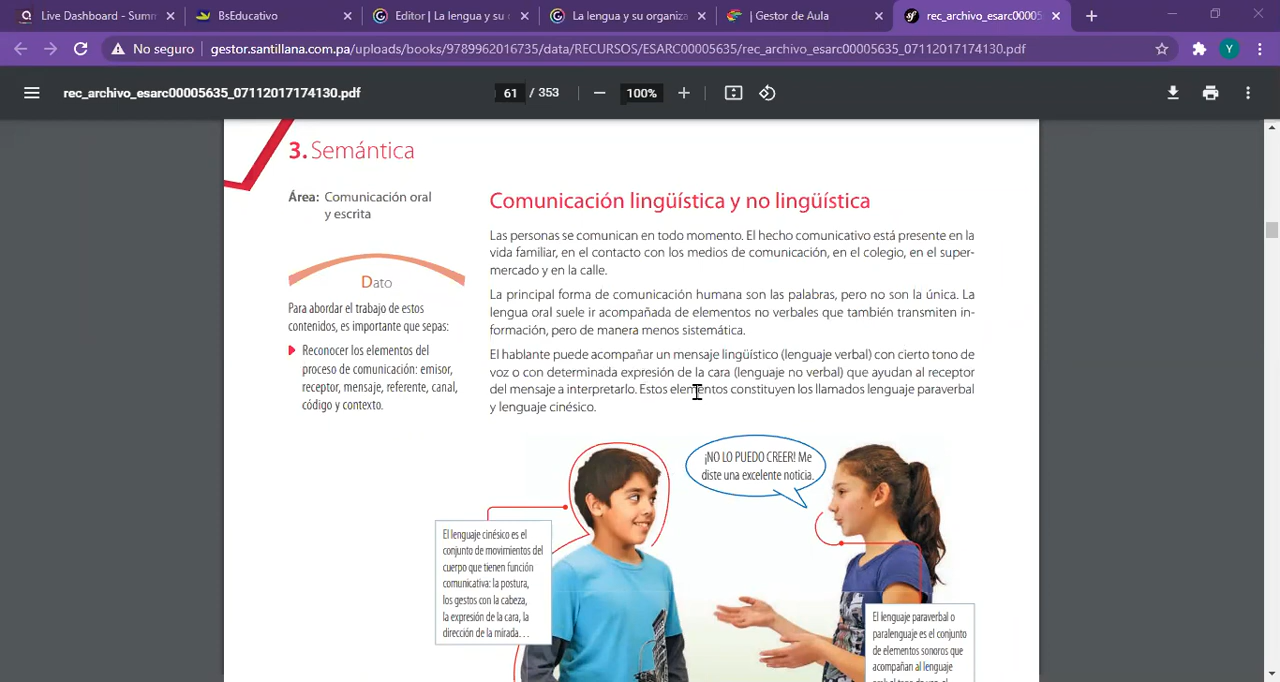 Live Dashboard - Summ
BsEducativo
Editor | La lengua y su o
La lengua y su organiza
| Gestor de Aula
rec_archivo_esarc00005
No seguro
gestor.santillana.com.pa/uploads/books/9789962016735/data/RECURSOS/ESARC00005635/rec_archivo_esarc00005635_07112017174130.pdf
Y
rec_archivo_esarc00005635_07112017174130.pdf
61 / 353
100%
3. Semántica
Área: Comunicación oral
y escrita
Dato
Para abordar el trabajo de estos
contenidos, es importante que sepas:
Reconocer los elementos del
proceso de comunicación: emisor,
receptor, mensaje, referente, canal,
código y contexto.
Comunicación lingüística y no lingüística
Las personas se comunican en todo momento. El hecho comunicativo está presente en la
vida familiar, en el contacto con los medios de comunicación, en el colegio, en el super-
mercado y en la calle.
La principal forma de comunicación humana son las palabras, pero no son la única. La
lengua oral suele ir acompañada de elementos no verbales que también transmiten in-
formación, pero de manera menos sistemática.
El hablante puede acompañar un mensaje lingüístico (lenguaje verbal) con cierto tono de
voz o con determinada expresión de la cara (lenguaje no verbal) que ayudan al receptor
del mensaje a interpretarlo. Estos elementos constituyen los llamados lenguaje paraverbal
y lenguaje cinésico.
¡NO LO PUEDO CREER! Me
diste una excelente noticia.
El lenguaje cinésico es el
conjunto de movimientos del
cuerpo que tienen función
comunicativa: la postura,
los gestos con la cabeza,
la expresión de la cara, la
dirección de la mirada…
El lenguaje paraverbal o
paralenguaje es el conjunto
de elementos sonoros que
acompañan al lenguaje